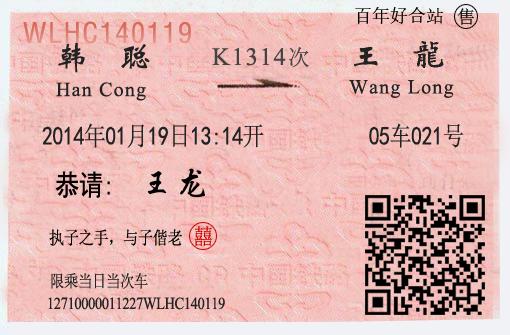 百年好合站 售
WLHC140119
韩 聪 K1314次 王 龍
Han Cong Wang Long
2014年01月19日13:14开 05车021号
恭请: 王龙
执子之手，与子偕老 囍
限乘当日当次车
12710000011227WLHC140119